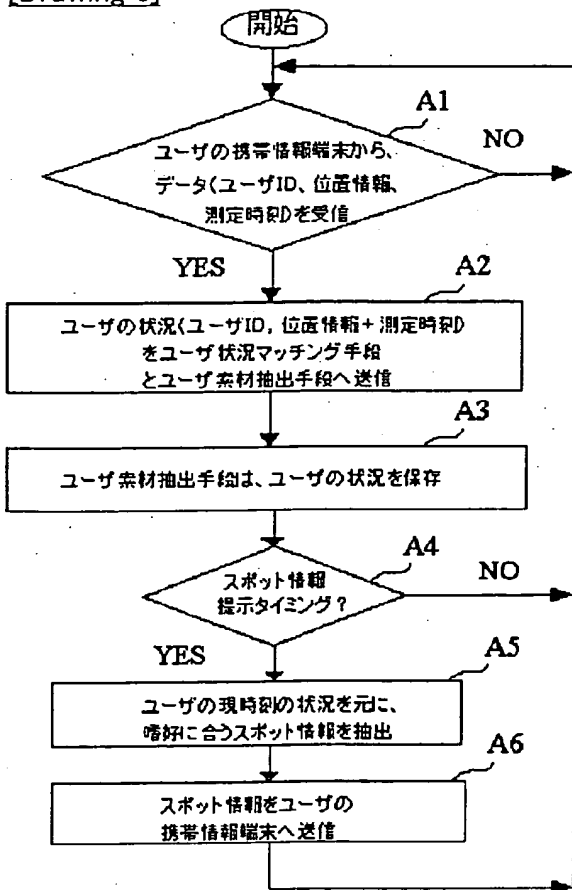 開始
A1
ユーザの携帯情報端末から、
データ(ユーザID、位置情報、
測定時刻)を受信
NO
YES
A2
ユーザの状況(ユーザID, 位置情報+測定時刻)
をユーザ状況マッチング手段
とユーザ素材抽出手段へ送信
A3
ユーザ素材抽出手段は、ユーザの状況を保存
A4
スポット情報
提示タイミング?
NO
YES
A5
ユーザの現時刻の状況を元に、
嗜好に合うスポット情報を抽出
A6
スポット情報をユーザの
携帯情報端末へ送信